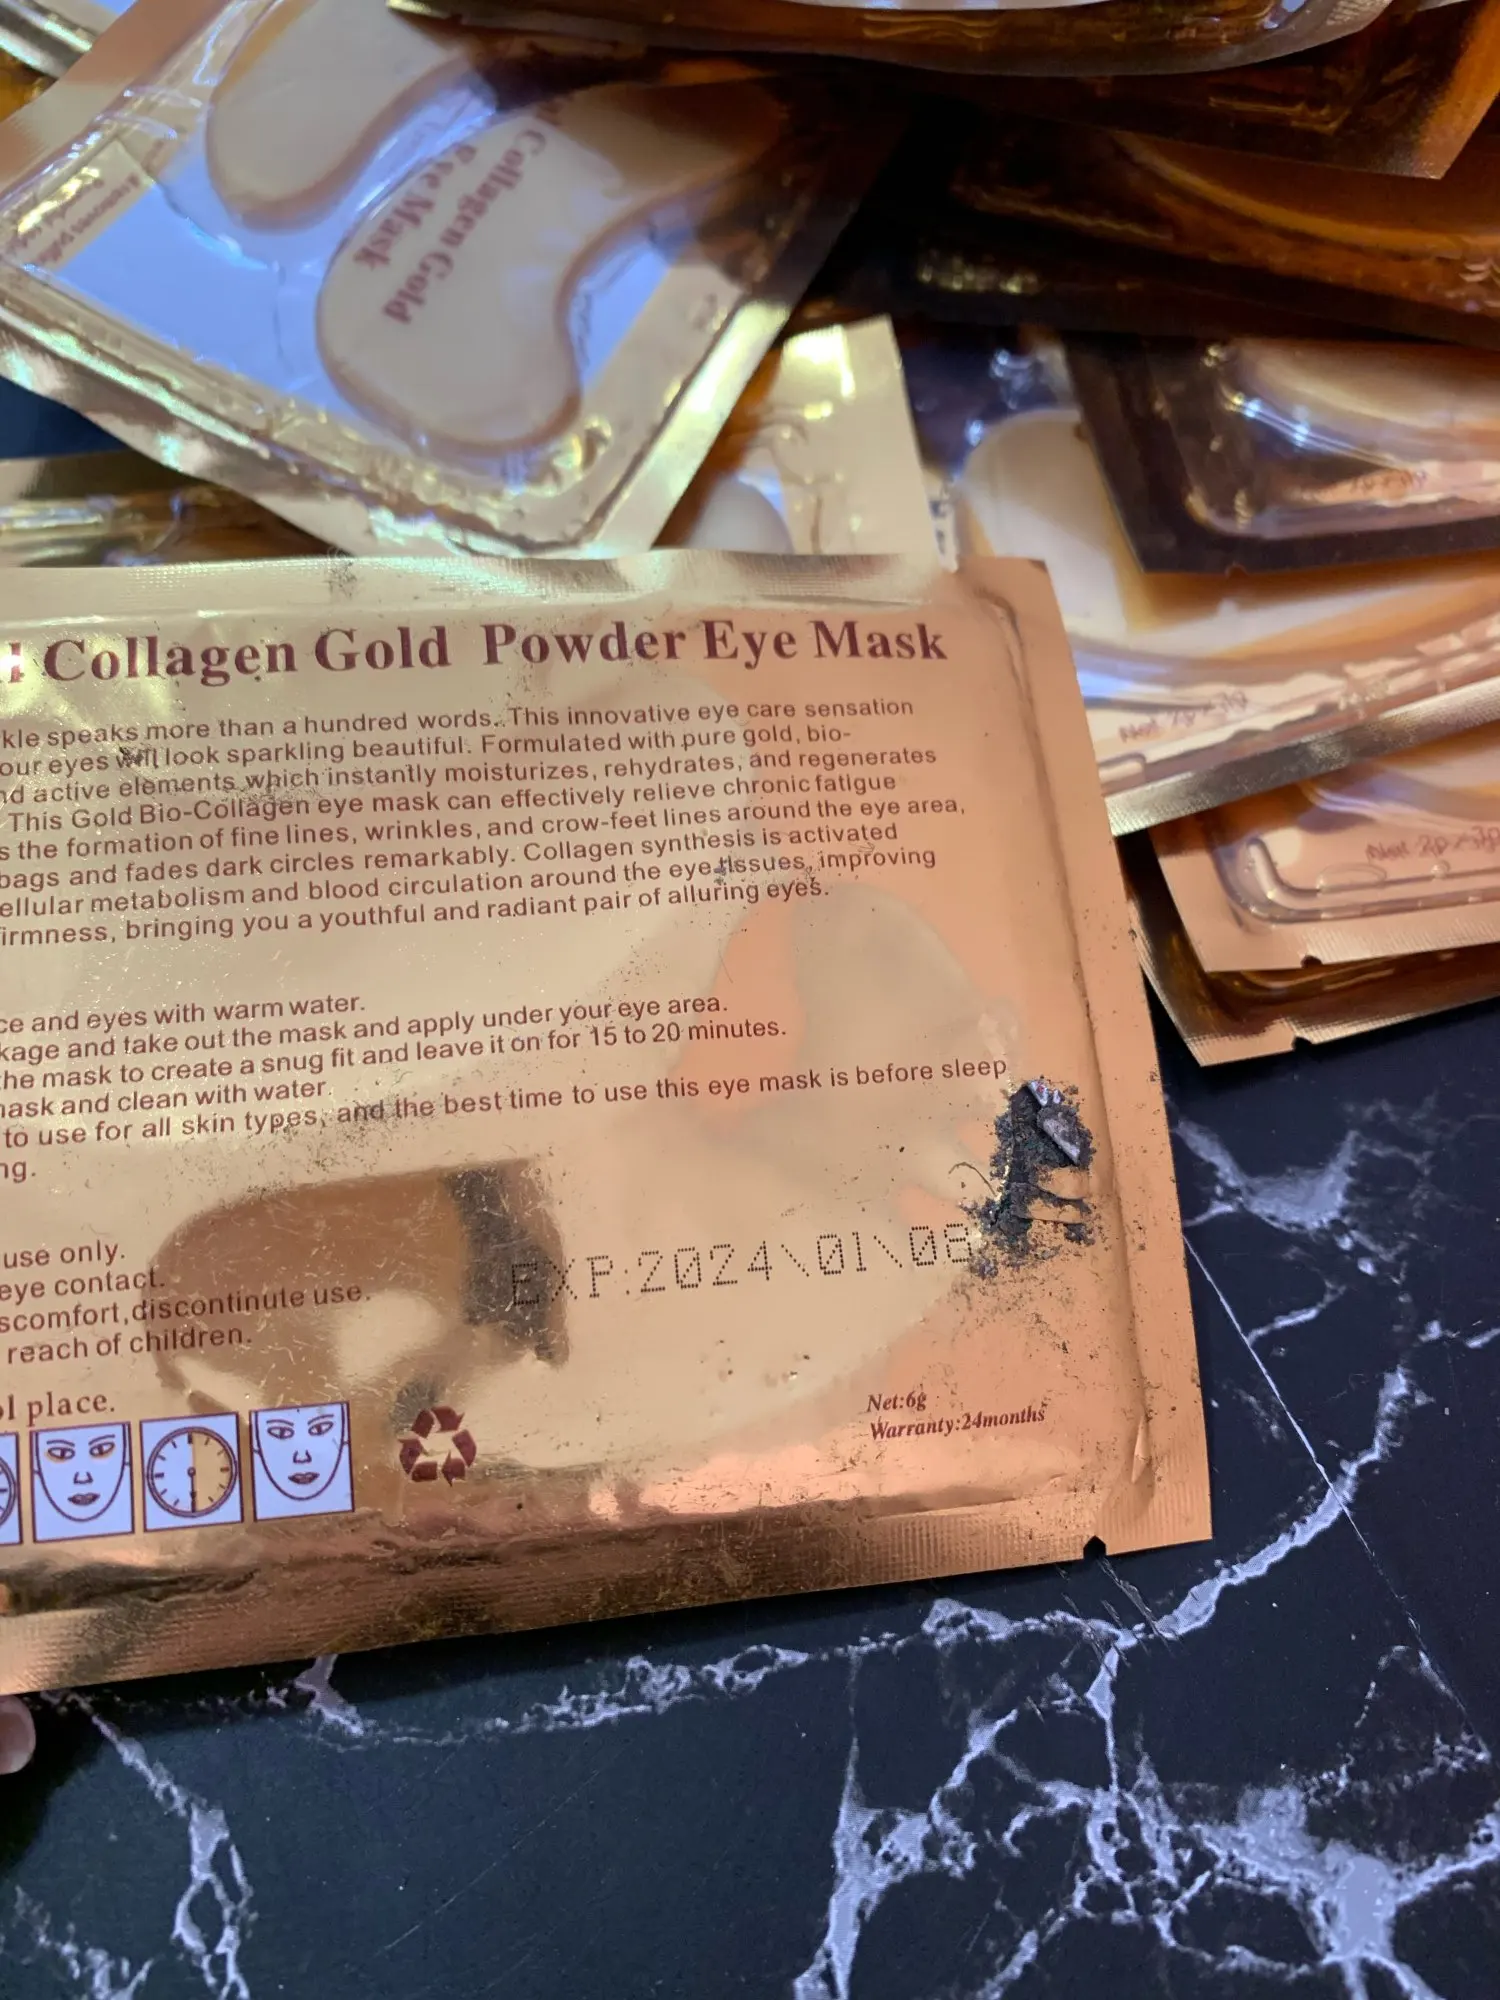 Collagen Gold
Eye Mask
Collagen Gold Powder Eye Mask
kle speaks more than a hundred words. This innovative eye care sensation
our eyes will look sparkling beautiful. Formulated with pure gold, bio-
nd active elements which instantly moisturizes, rehydrates, and regenerates
This Gold Bio-Collagen eye mask can effectively relieve chronic fatigue
s the formation of fine lines, wrinkles, and crow-feet lines around the eye area,
bags and fades dark circles remarkably. Collagen synthesis is activated
ellular metabolism and blood circulation around the eye tissues, improving
irmness, bringing you a youthful and radiant pair of alluring eyes.
ce and eyes with warm water.
kage and take out the mask and apply under your eye area.
he mask to create a snug fit and leave it on for 15 to 20 minutes.
mask and clean with water.
to use for all skin types, and the best time to use this eye mask is before sleep
ng.
use only.
eye contact.
scomfort,discontinute use.
reach of children.
ol place.
EXP:2024\01\08
Net:6g
Warranty:24months